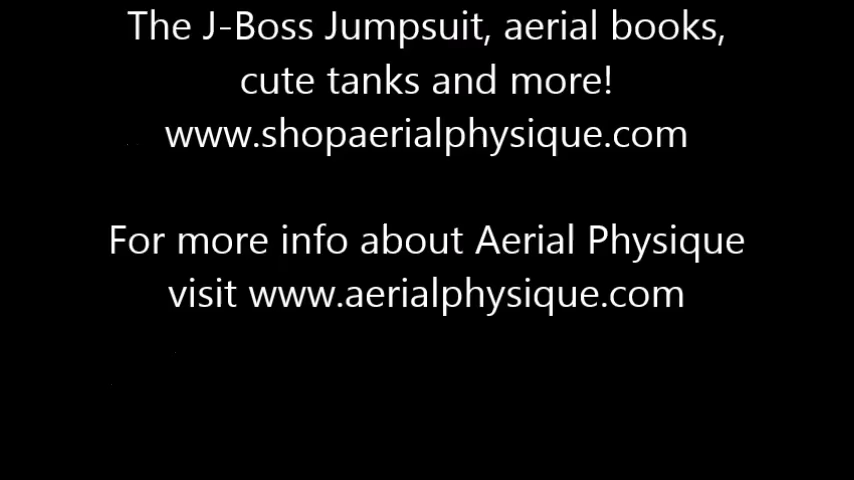 The J-Boss Jumpsuit, aerial books,
cute tanks and more!
www.shopaerialphysique.com
For more info about Aerial Physique
visit www.aerialphysique.com